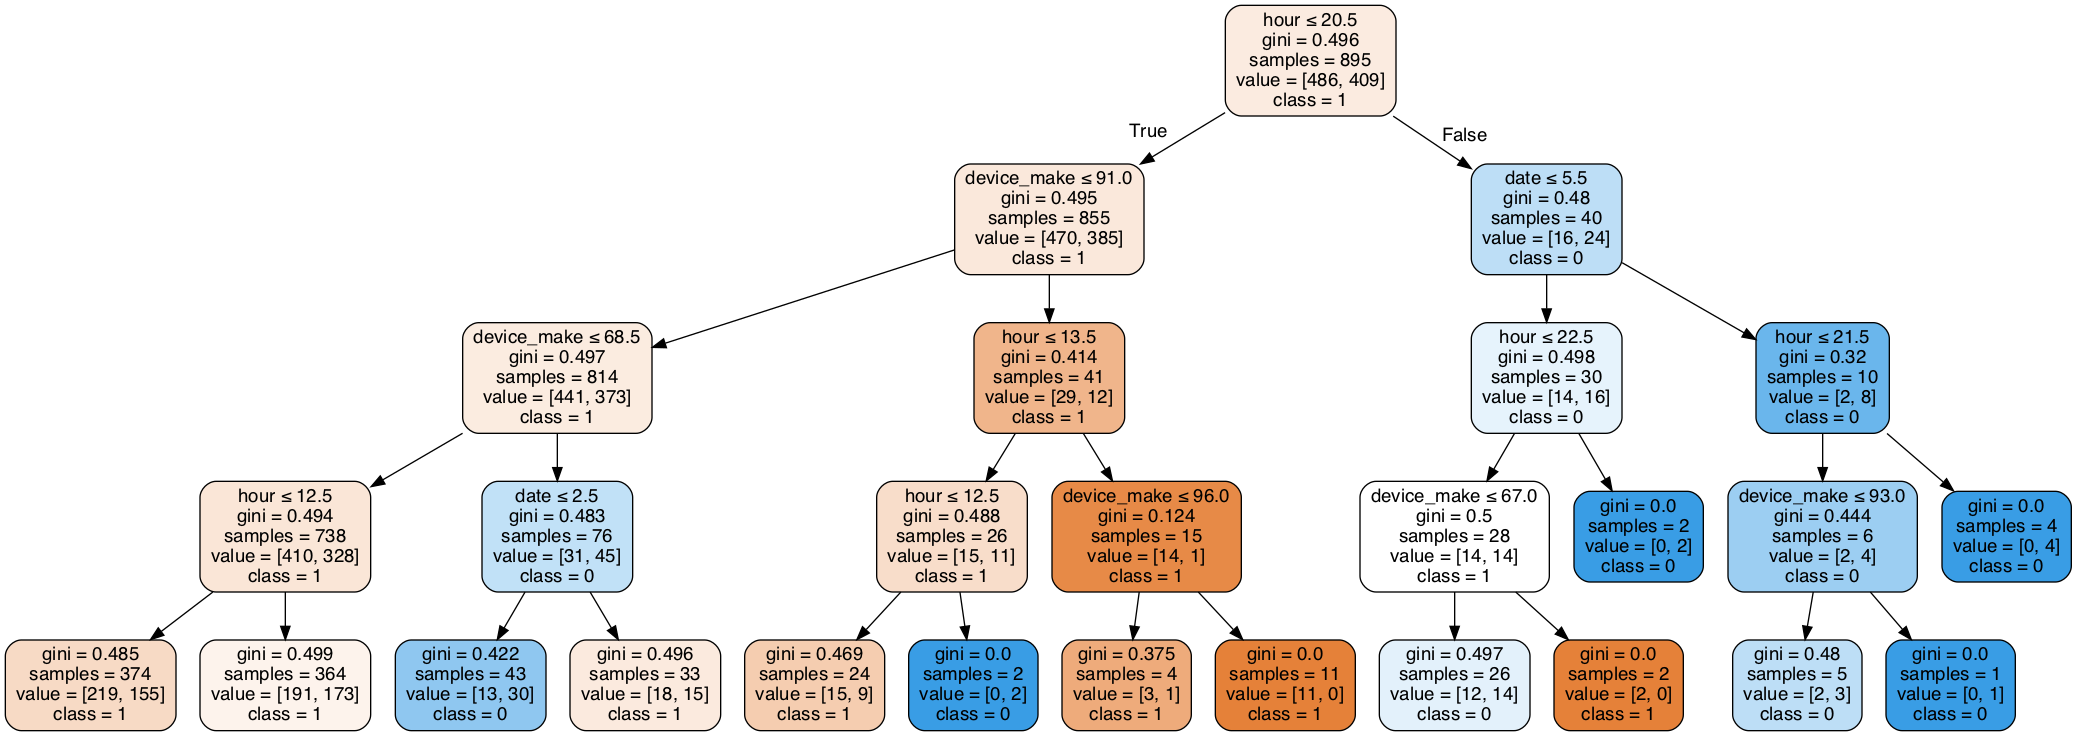 hour ≤ 20.5
gini = 0.496
samples = 895
value = [486, 409]
class = 1
True
False
device_make ≤ 91.0
gini = 0.495
samples = 855
value = [470, 385]
class = 1
date ≤ 5.5
gini = 0.48
samples = 40
value = [16, 24]
class = 0
device_make ≤ 68.5
gini = 0.497
samples = 814
value = [441, 373]
class = 1
hour ≤ 13.5
gini = 0.414
samples = 41
value = [29, 12]
class = 1
hour ≤ 22.5
gini = 0.498
samples = 30
value = [14, 16]
class = 0
hour ≤ 21.5
gini = 0.32
samples = 10
value = [2, 8]
class = 0
hour ≤ 12.5
gini = 0.494
samples = 738
value = [410, 328]
class = 1
date ≤ 2.5
gini = 0.483
samples = 76
value = [31, 45]
class = 0
hour ≤ 12.5
gini = 0.488
samples = 26
value = [15, 11]
class = 1
device_make ≤ 96.0
gini = 0.124
samples = 15
value = [14, 1]
class = 1
device_make ≤ 67.0
gini = 0.5
samples = 28
value = [14, 14]
class = 1
gini = 0.0
samples = 2
value = [0, 2]
class = 0
device_make ≤ 93.0
gini = 0.444
samples = 6
value = [2, 4]
class = 0
gini = 0.0
samples = 4
value = [0, 4]
class = 0
gini = 0.485
samples = 374
value = [219, 155]
class = 1
gini = 0.499
samples = 364
value = [191, 173]
class = 1
gini = 0.422
samples = 43
value = [13, 30]
class = 0
gini = 0.496
samples = 33
value = [18, 15]
class = 1
gini = 0.469
samples = 24
value = [15, 9]
class = 1
gini = 0.0
samples = 2
value = [0, 2]
class = 0
gini = 0.375
samples = 4
value = [3, 1]
class = 1
gini = 0.0
samples = 11
value = [11, 0]
class = 1
gini = 0.497
samples = 26
value = [12, 14]
class = 0
gini = 0.0
samples = 2
value = [2, 0]
class = 1
gini = 0.48
samples = 5
value = [2, 3]
class = 0
gini = 0.0
samples = 1
value = [0, 1]
class = 0